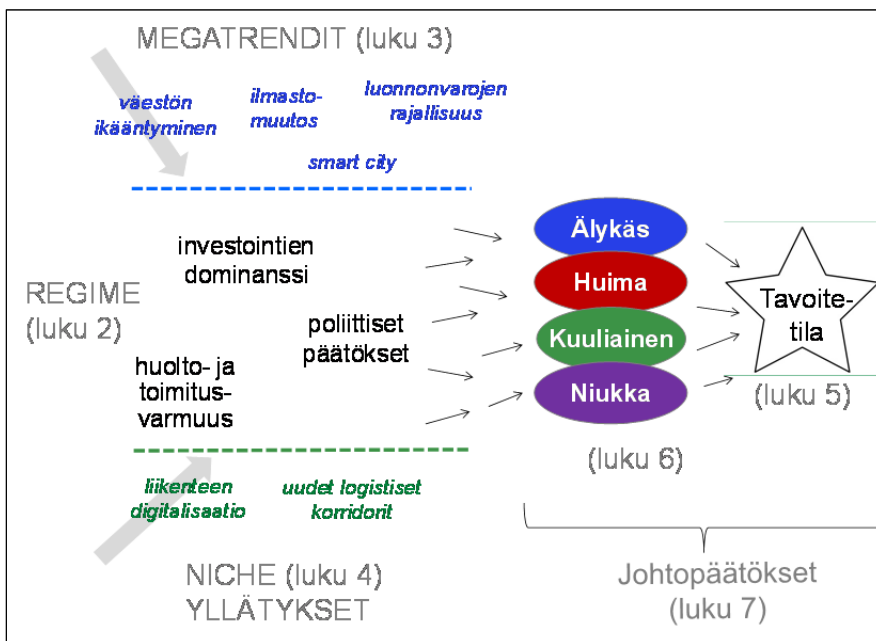 MEGATRENDIT (luku 3)
väestön
ikääntyminen
ilmasto-
muutos
luonnonvarojen
rajallisuus
smart city
REGIME
(luku 2)
investointien
dominanssi
poliittiset
päätökset
huolto- ja
toimitus-
varmuus
Älykäs
Huima
Kuuliainen
Niukka
(luku 6)
Tavoite-
tila
(luku 5)
liikenteen
digitalisaatio
uudet logistiset
korridorit
NICHE (luku 4)
YLLÄTYKSET
Johtopäätökset
(luku 7)